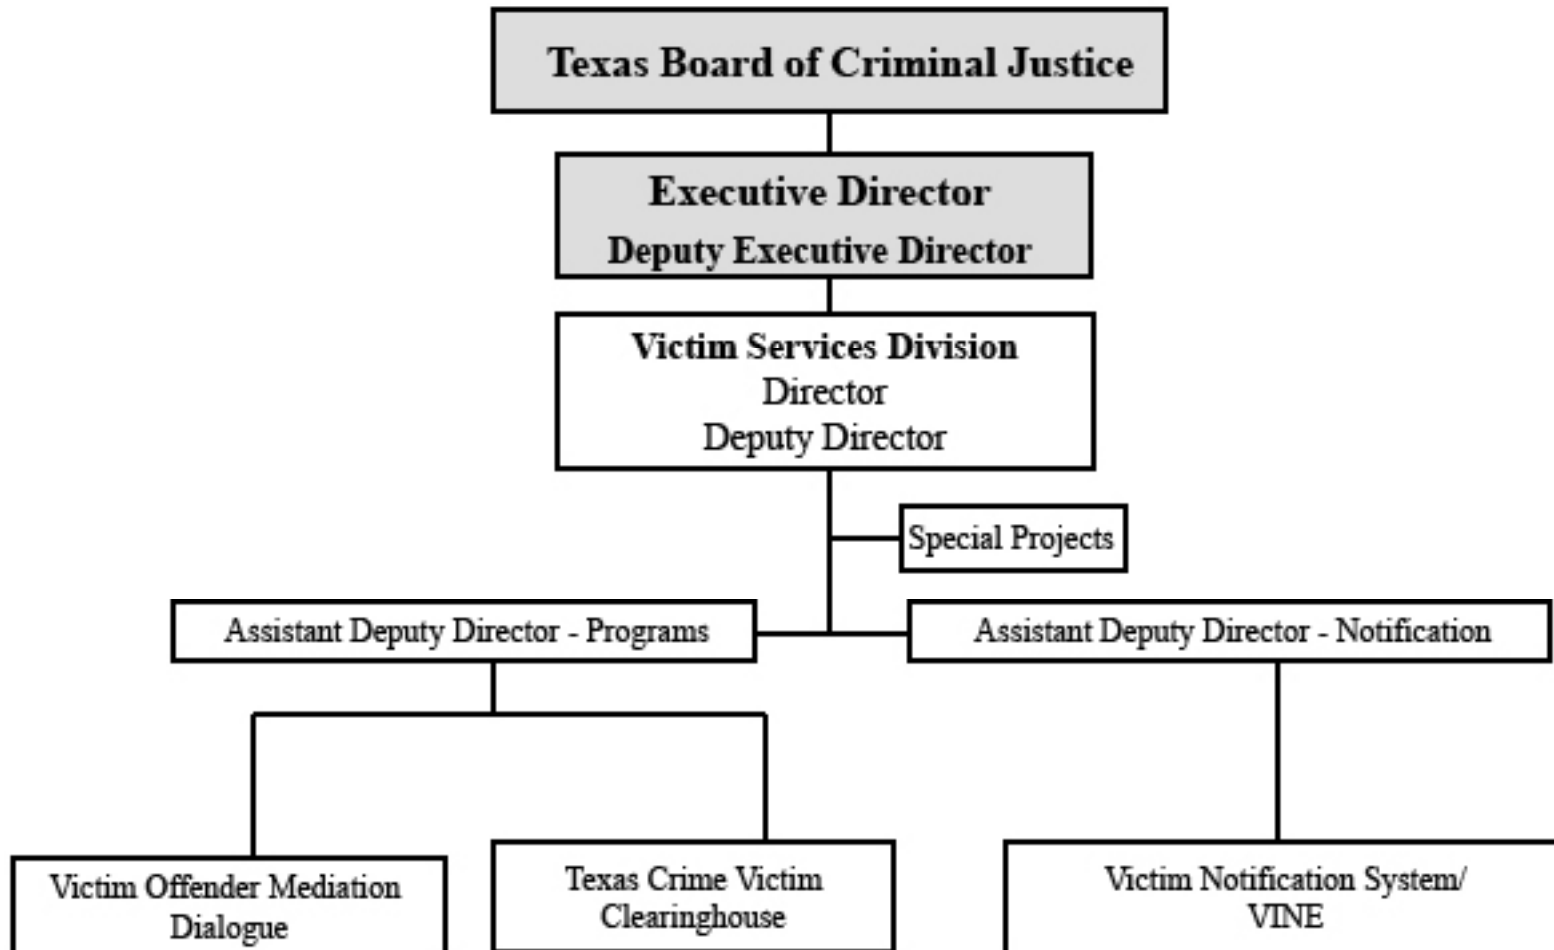 Texas Board of Criminal Justice
Executive Director
Deputy Executive Director
Victim Services Division
Director
Deputy Director
Special Projects
Assistant Deputy Director - Programs
Assistant Deputy Director - Notification
Victim Offender Mediation
Dialogue
Texas Crime Victim
Clearinghouse
Victim Notification System/
VINE